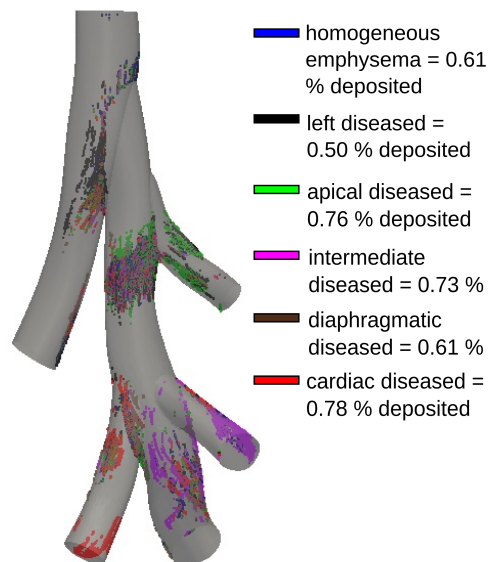 homogeneous
emphysema = 0.61
% deposited
left diseased =
0.50 % deposited
apical diseased =
0.76 % deposited
intermediate
diseased = 0.73 %
diaphragmatic
diseased = 0.61 %
cardiac diseased =
0.78 % deposited